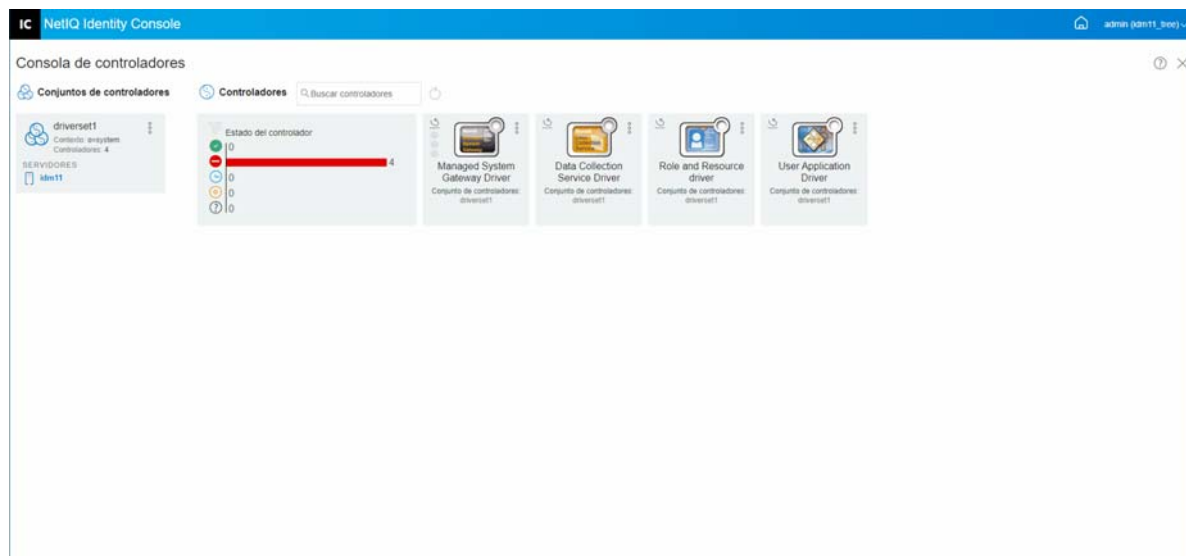 IC NetIQ Identity Console
admin (idm11_tree)
Consola de controladores
Conjuntos de controladores
Controladores
Buscar controladores
driverset1
Contexto: o=system
Controladores: 4
SERVIDORES
idm11
Estado del controlador
0
4
0
0
0
Managed System
Gateway Driver
Conjunto de controladores:
driverset1
Data Collection
Service Driver
Conjunto de controladores:
driverset1
Role and Resource
driver
Conjunto de controladores:
driverset1
User Application
Driver
Conjunto de controladores:
driverset1